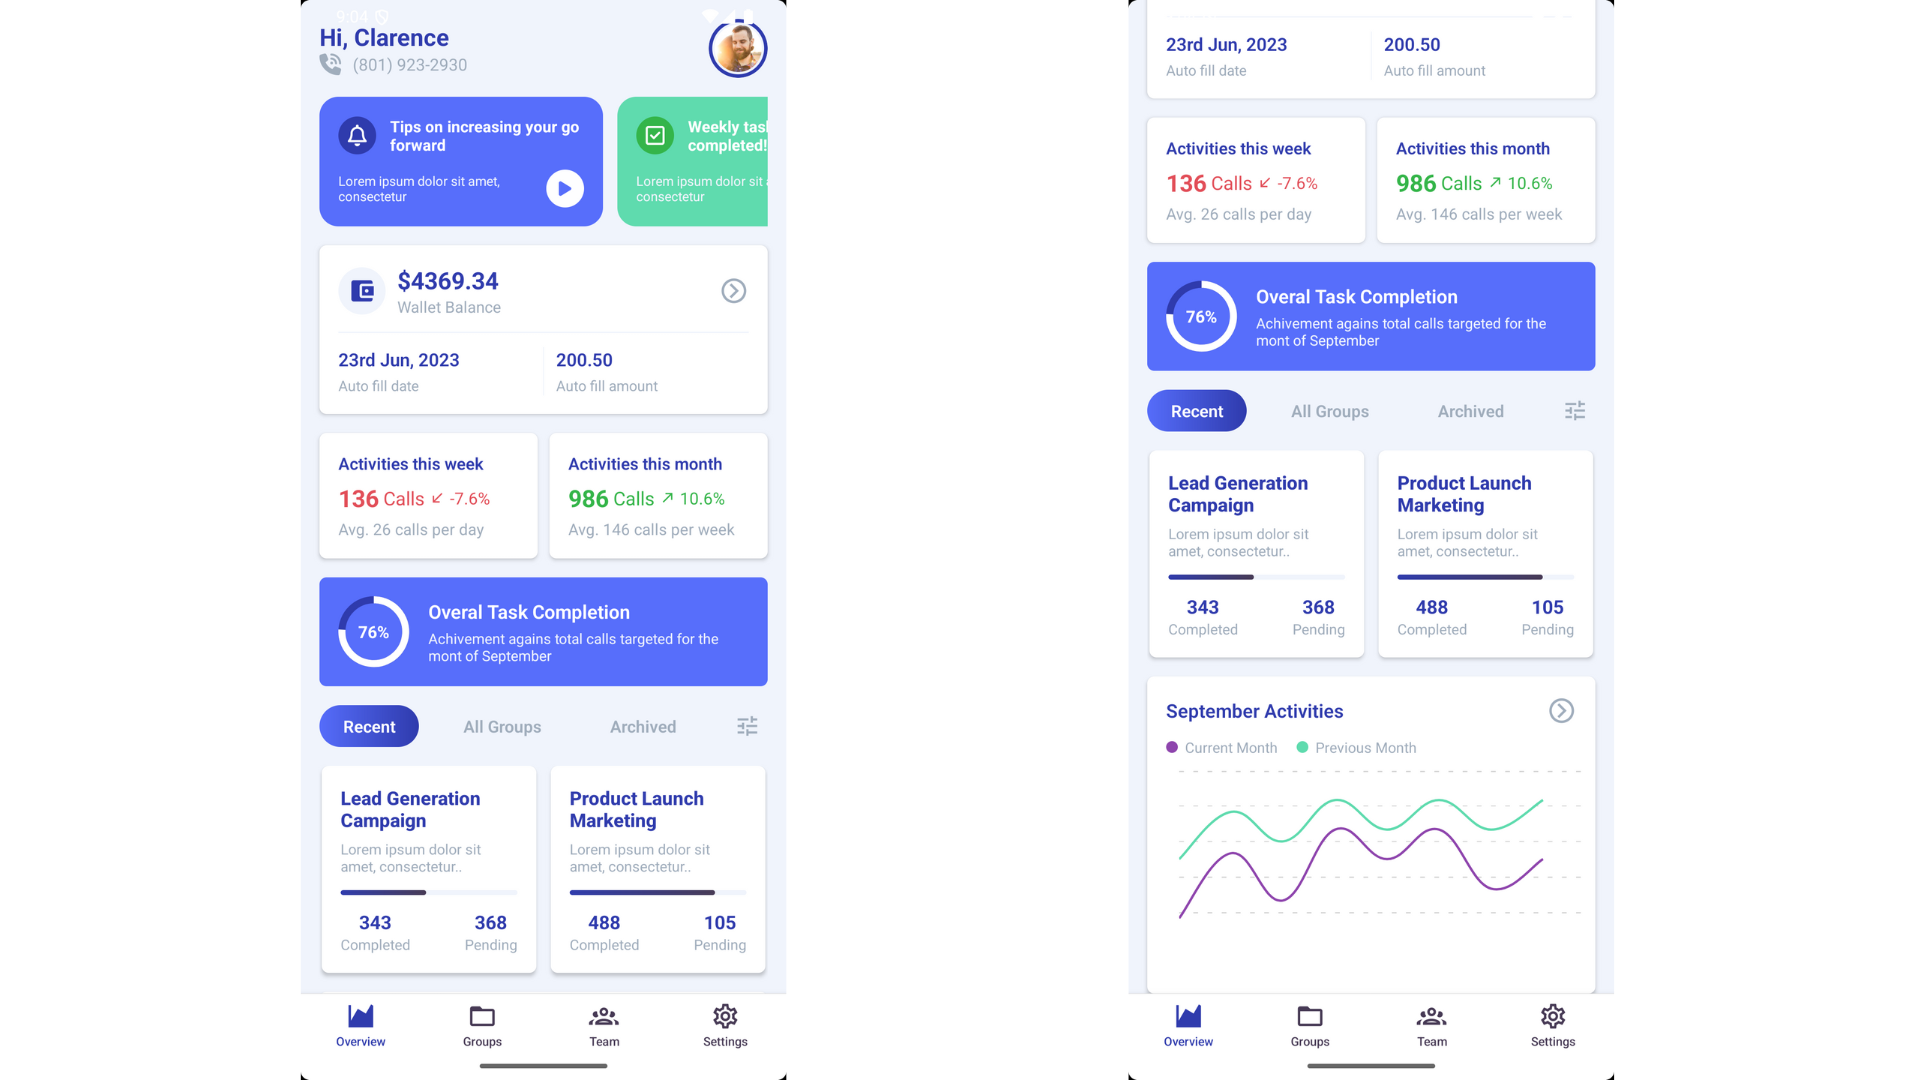 9:04
Hi, Clarence
(801) 923-2930
Tips on increasing your go
forward
Lorem ipsum dolor sit amet,
consectetur
Weekly tas
completed!
Lorem ipsum dolor sit
consectetur
$4369.34
Wallet Balance
23rd Jun, 2023
Auto fill date
200.50
Auto fill amount
Activities this week
136 Calls -7.6%
Avg. 26 calls per day
Activities this month
986 Calls 10.6%
Avg. 146 calls per week
76%
Overal Task Completion
Achivement agains total calls targeted for the
mont of September
Recent
All Groups
Archived
Lead Generation
Campaign
Lorem ipsum dolor sit
amet, consectetur..
343
Completed
368
Pending
Product Launch
Marketing
Lorem ipsum dolor sit
amet, consectetur..
488
Completed
105
Pending
Overview
Groups
Team
Settings
23rd Jun, 2023
Auto fill date
200.50
Auto fill amount
Activities this week
136 Calls -7.6%
Avg. 26 calls per day
Activities this month
986 Calls 10.6%
Avg. 146 calls per week
76%
Overal Task Completion
Achivement agains total calls targeted for the
mont of September
Recent
All Groups
Archived
Lead Generation
Campaign
Lorem ipsum dolor sit
amet, consectetur..
343
Completed
368
Pending
Product Launch
Marketing
Lorem ipsum dolor sit
amet, consectetur..
488
Completed
105
Pending
September Activities
Current Month
Previous Month
Overview
Groups
Team
Settings